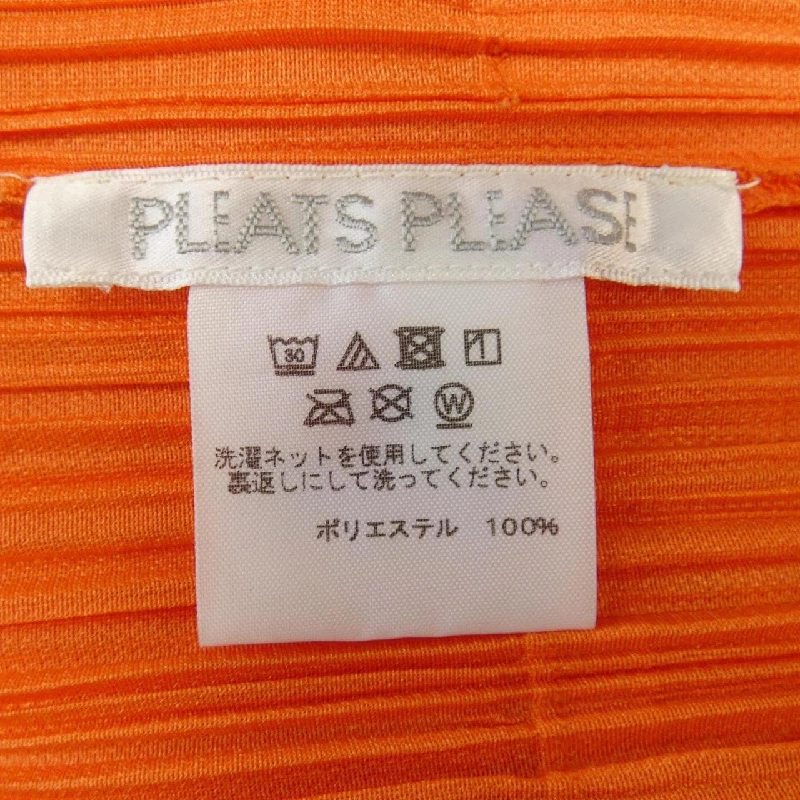 PLEATS PLEASE
30
W
洗濯ネットを使用してください。
裏返しにして洗ってください。
ポリエステル 100%